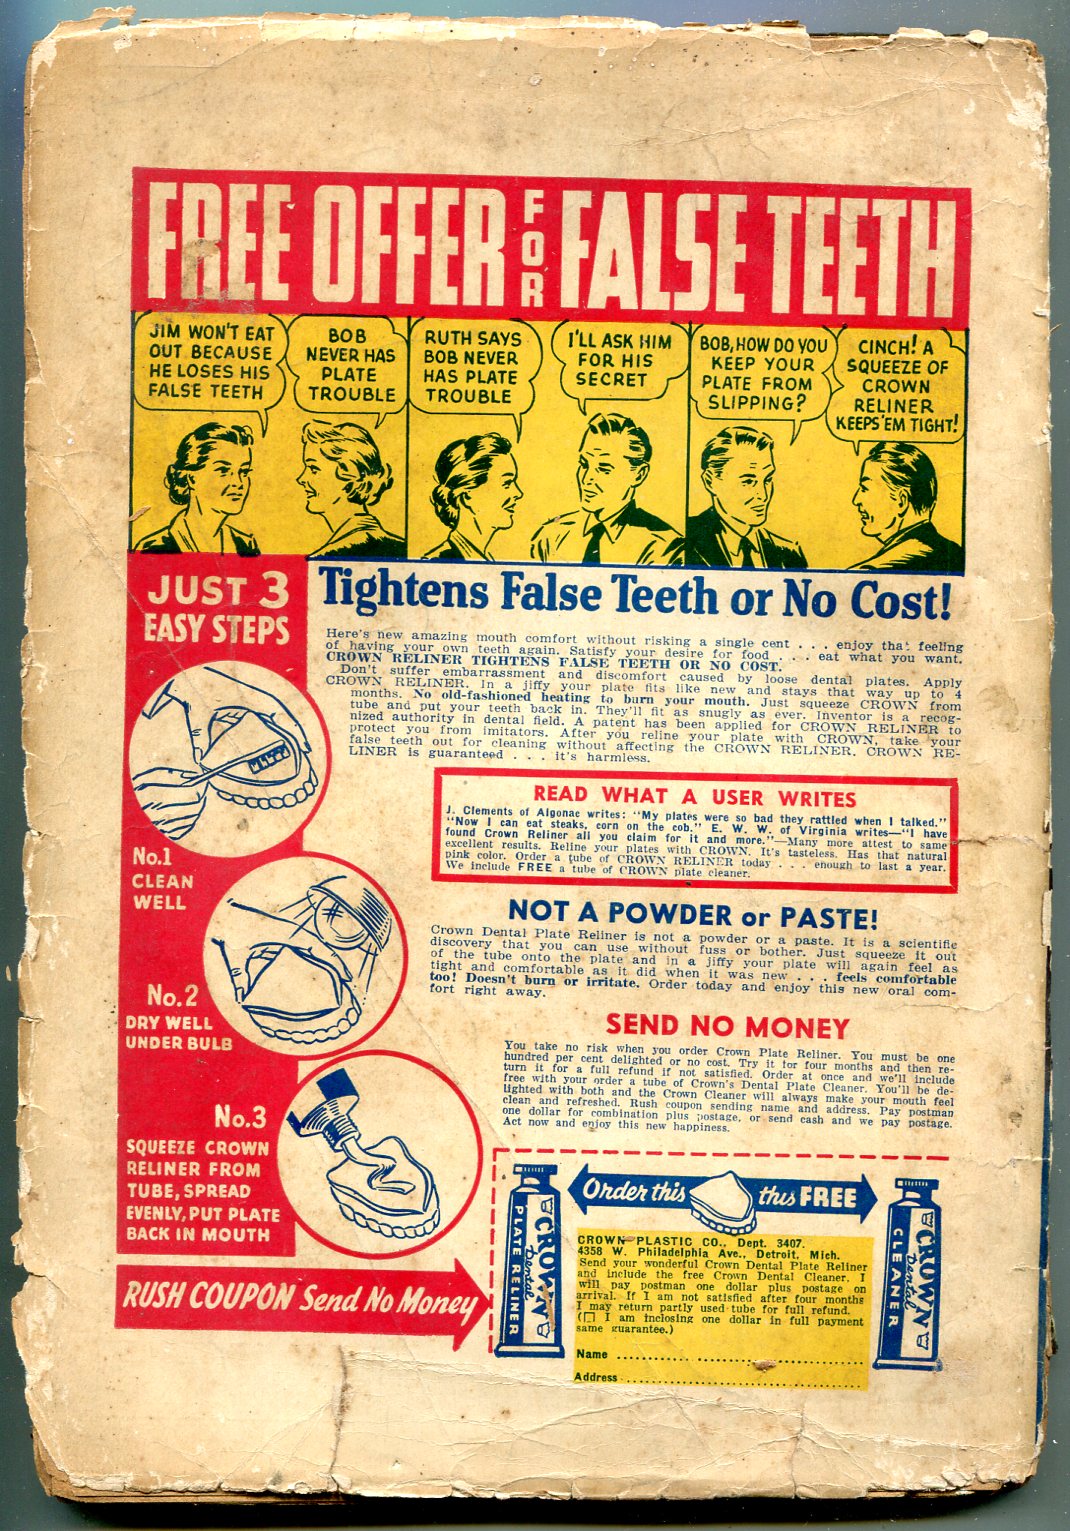 FREE OFFER FOR FALSE TEETH
JIM WON'T EAT
OUT BECAUSE
HE LOSES HIS
FALSE TEETH
BOB
NEVER HAS
PLATE
TROUBLE
RUTH SAYS
BOB NEVER
HAS PLATE
TROUBLE
I'LL ASK HIM
FOR HIS
SECRET
BOB, HOW DO YOU
KEEP YOUR
PLATE FROM
SLIPPING?
CINCH! A
SQUEEZE OF
CROWN
RELINER
KEEPS 'EM TIGHT!
JUST 3
EASY STEPS
No.1
CLEAN
WELL
No.2
DRY WELL
UNDER BULB
No.3
SQUEEZE CROWN
RELINER FROM
TUBE, SPREAD
EVENLY, PUT PLATE
BACK IN MOUTH
Tightens False Teeth or No Cost!
Here's new amazing mouth comfort without risking a single cent . . . enjoy that feeling
of having your own teeth again. Satisfy your desire for food . . . eat what you want.
CROWN RELINER TIGHTENS FALSE TEETH OR NO COST.
Don't suffer embarrassment and discomfort caused by loose dental plates. Apply
CROWN RELINER. In a jiffy your plate fits like new and stays that way up to 4
months. No old-fashioned heating to burn your mouth. Just squeeze CROWN from
tube and put your teeth back in. They'll fit as snugly as ever. Inventor is a recog-
nized authority in dental field. A patent has been applied for CROWN RELINER to
protect you from imitators. After you reline your plate with CROWN, take your
false teeth out for cleaning without affecting the CROWN RELINER. CROWN RE-
LINER is guaranteed . . . it's harmless.
READ WHAT A USER WRITES
J. Clements of Algonac writes: "My plates were so bad they rattled when I talked."
"Now I can eat steaks, corn on the cob." E. W. W. of Virginia writes—"I have
found Crown Reliner all you claim for it and more."—Many more attest to same
excellent results. Reline your plates with CROWN. It's tasteless. Has that natural
pink color. Order a tube of CROWN RELINER today . . . enough to last a year.
We include FREE a tube of CROWN plate cleaner.
NOT A POWDER or PASTE!
Crown Dental Plate Reliner is not a powder or a paste. It is a scientific
discovery that you can use without fuss or bother. Just squeeze it out
of the tube onto the plate and in a jiffy your plate will again feel as
tight and comfortable as it did when it was new . . . feels comfortable
too! Doesn't burn or irritate. Order today and enjoy this new oral com-
fort right away.
SEND NO MONEY
You take no risk when you order Crown Plate Reliner. You must be one
hundred per cent delighted or no cost. Try it for four months and then re-
turn it for a full refund if not satisfied. Order at once and we'll include
free with your order a tube of Crown's Dental Plate Cleaner. You'll be de-
lighted with both and the Crown Cleaner will always make your mouth feel
clean and refreshed. Rush coupon sending name and address. Pay postman
one dollar for combination plus postage, or send cash and we pay postage.
Act now and enjoy this new happiness.
RUSH COUPON Send No Money
CROWN
Dental
PLATE RELINER
Order this
this FREE
CROWN PLASTIC CO., Dept. 3407.
4358 W. Philadelphia Ave., Detroit, Mich.
Send your wonderful Crown Dental Plate Reliner
and include the free Crown Dental Cleaner. I
will pay postman one dollar plus postage on
arrival. If I am not satisfied after four months
I may return partly used tube for full refund.
(☐ I am inclosing one dollar in full payment
same guarantee.)
Name ........................................
Address ........................................
CROWN
Dental
CLEANER